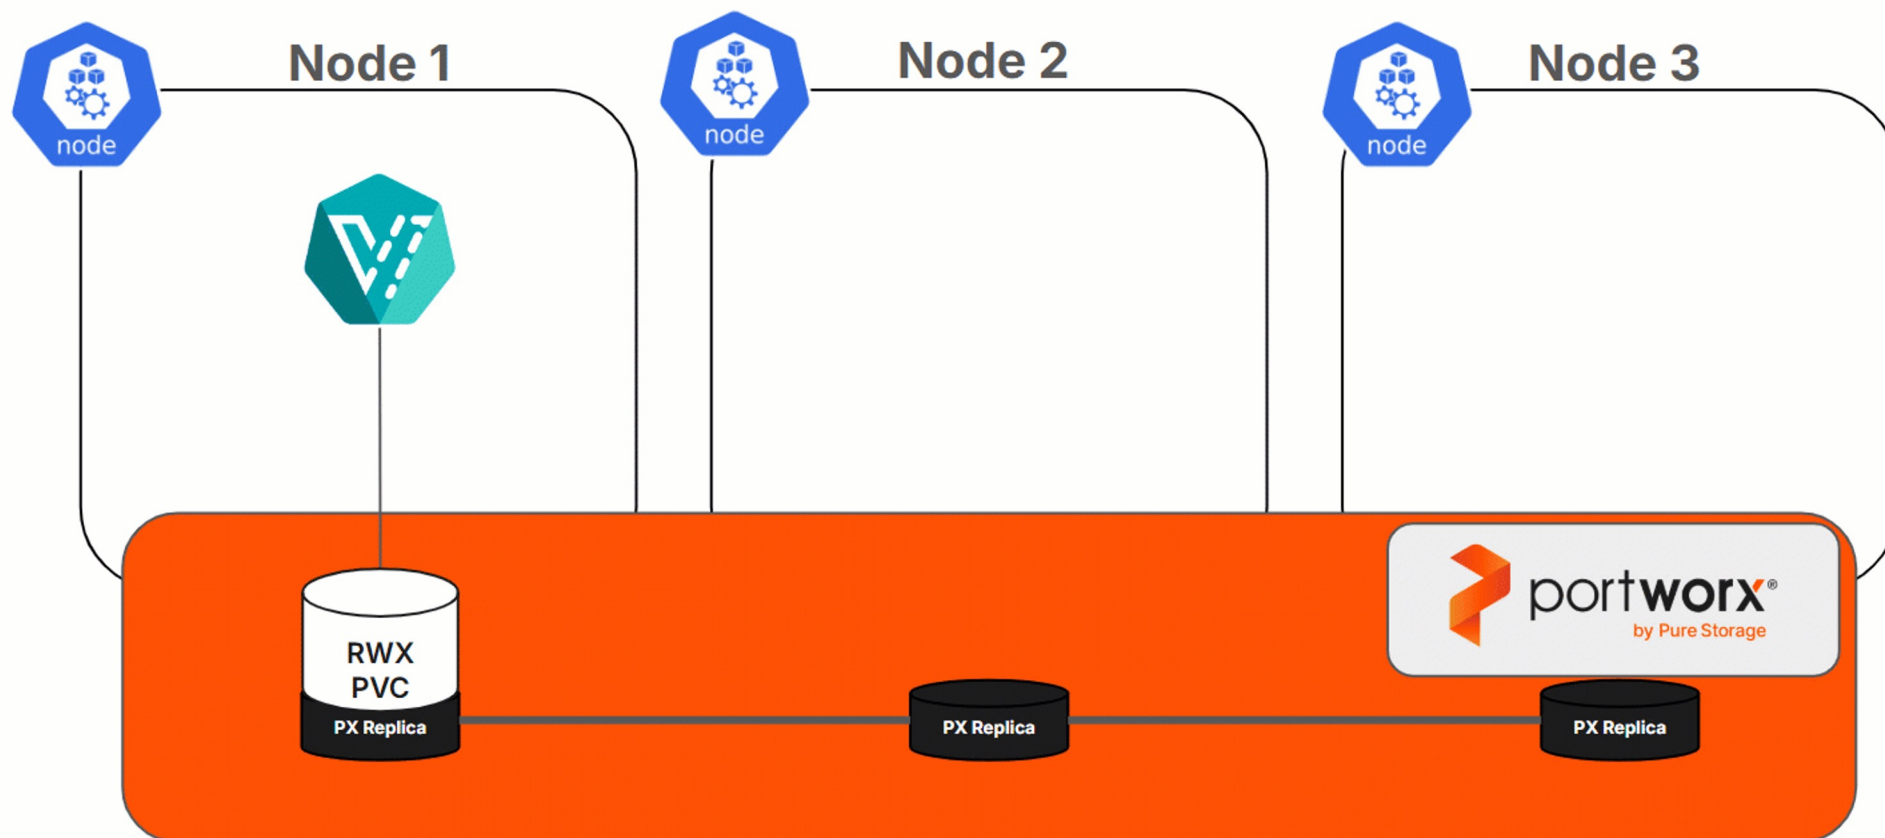 Node 1
Node 2
Node 3
node
node
node
portworx®
by Pure Storage
RWX
PVC
PX Replica
PX Replica
PX Replica